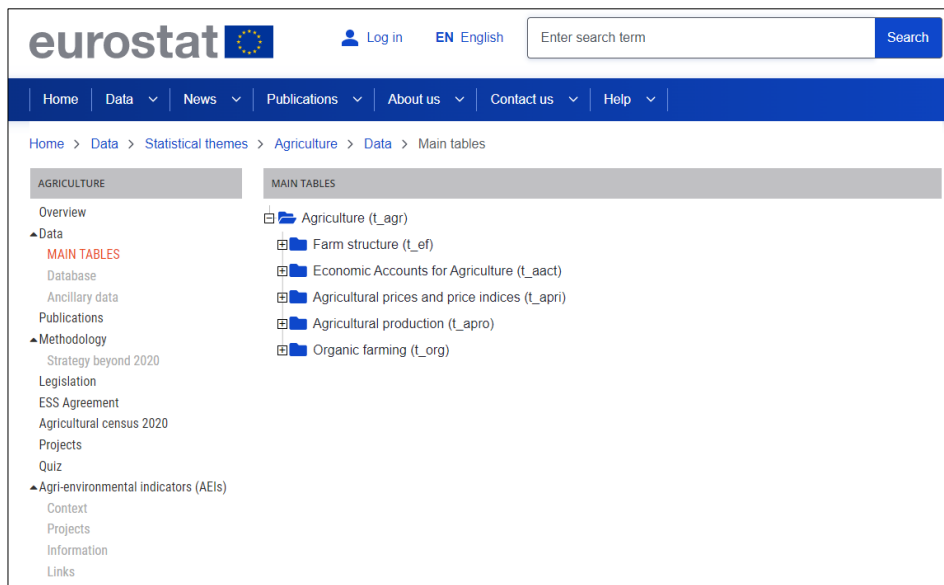 eurostat
Log in EN English Enter search term Search
Home Data News Publications About us Contact us Help
Home > Data > Statistical themes > Agriculture > Data > Main tables
AGRICULTURE
Overview
Data
MAIN TABLES
Database
Ancillary data
Publications
Methodology
Strategy beyond 2020
Legislation
ESS Agreement
Agricultural census 2020
Projects
Quiz
Agri-environmental indicators (AEIs)
Context
Projects
Information
Links
MAIN TABLES
Agriculture (t_agr)
Farm structure (t_ef)
Economic Accounts for Agriculture (t_aact)
Agricultural prices and price indices (t_apri)
Agricultural production (t_apro)
Organic farming (t_org)